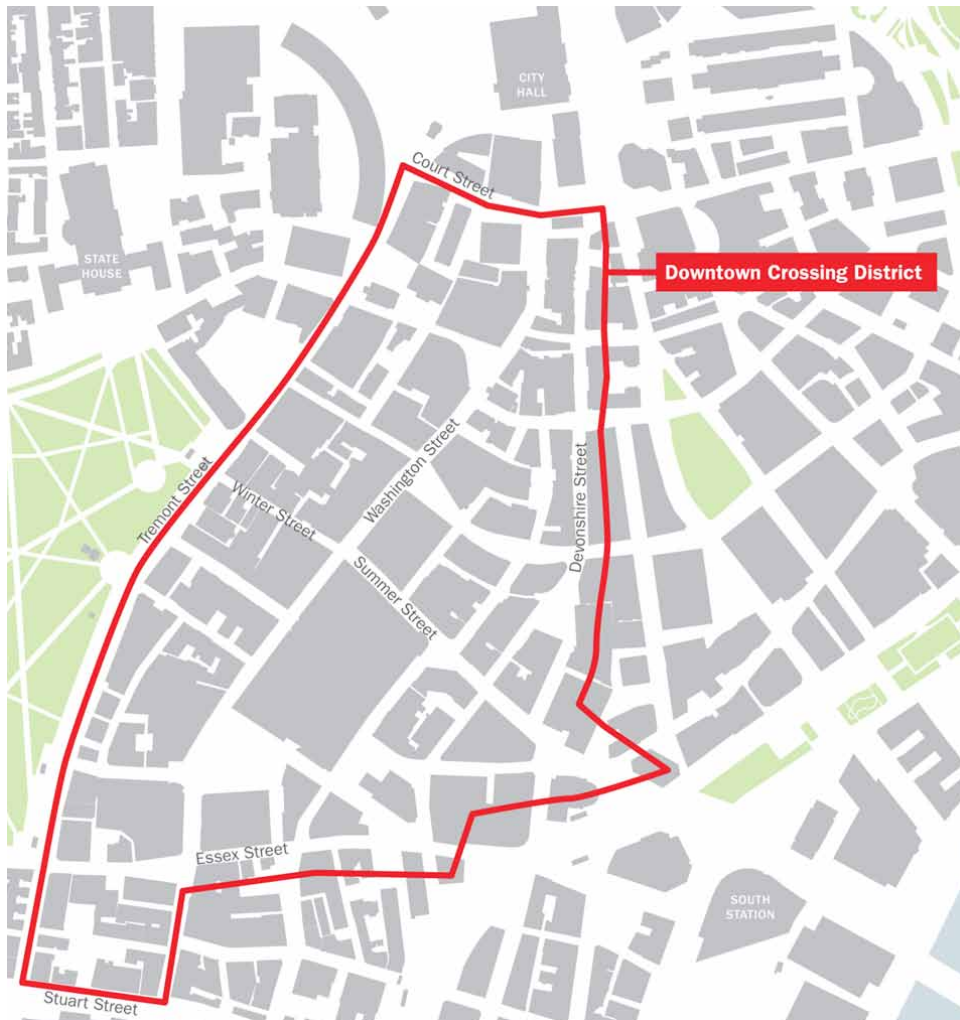 CITY
HALL
Court Street
STATE
HOUSE
Downtown Crossing District
Washington Street
Tremont Street
Winter Street
Devonshire Street
Summer Street
Essex Street
SOUTH
STATION
Stuart Street